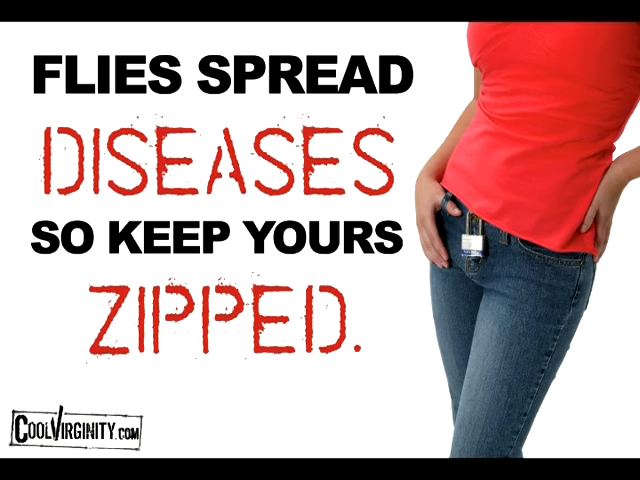 FLIES SPREAD
DISEASES
SO KEEP YOURS
ZIPPED.
COOLVIRGINITY.COM